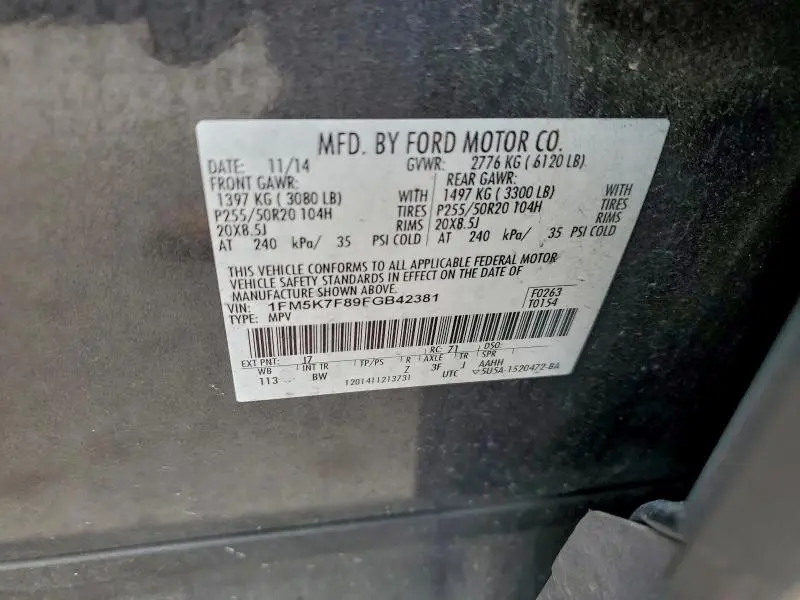 MFD. BY FORD MOTOR CO.
DATE: 11/14 GVWR: 2776 KG ( 6120 LB)
FRONT GAWR: REAR GAWR:
1397 KG ( 3080 LB) WITH 1497 KG ( 3300 LB) WITH
P255/50R20 104H TIRES P255/50R20 104H TIRES
20X8.5J RIMS 20X8.5J RIMS
AT 240 kPa/ 35 PSI COLD AT 240 kPa/ 35 PSI COLD
THIS VEHICLE CONFORMS TO ALL APPLICABLE FEDERAL MOTOR
VEHICLE SAFETY STANDARDS IN EFFECT ON THE DATE OF
MANUFACTURE SHOWN ABOVE.
VIN: 1FM5K7F89FGB42381 F0263
TYPE: MPV T0154
EXT PNT: J7 RC: 71 DSO:
WB INT TR TP/PS R AXLE TR SPR
113 BW Z 3F J AAHH
1201411213731 UTC ▽5U5A-1520472-BA